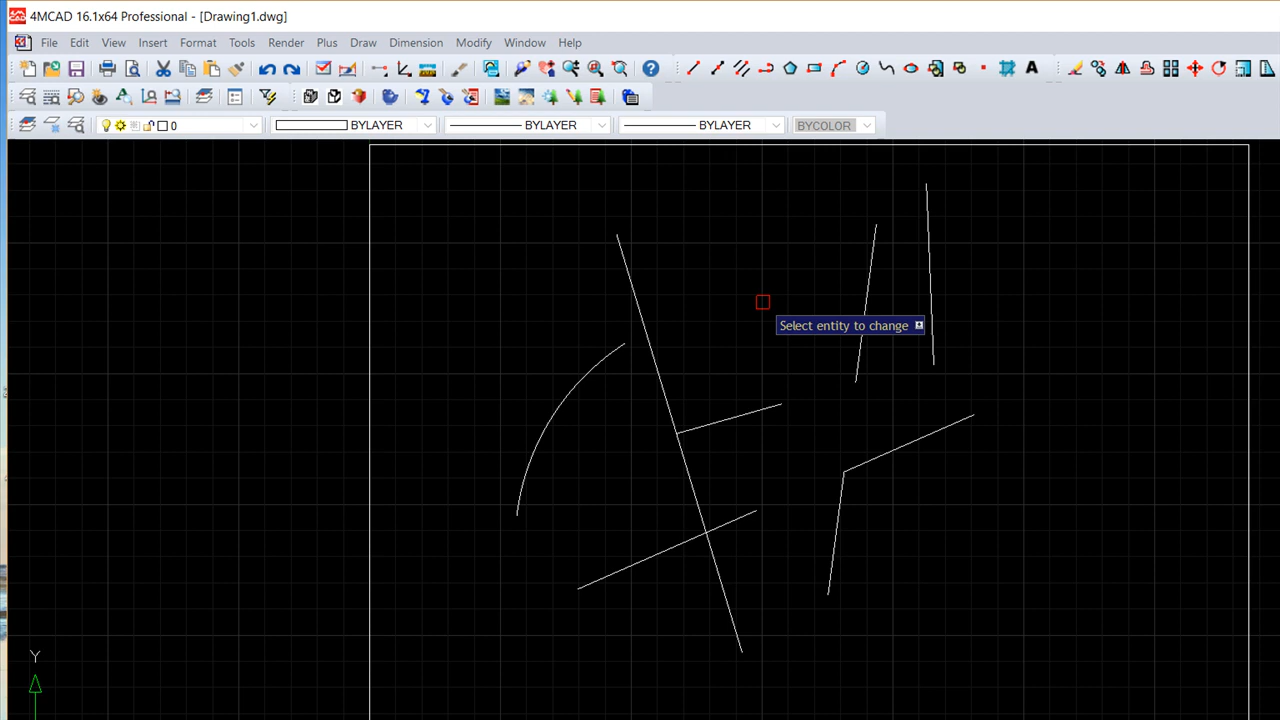 4MCAD 16.1x64 Professional - [Drawing1.dwg]
File Edit View Insert Format Tools Render Plus Draw Dimension Modify Window Help
0 BYLAYER BYLAYER BYLAYER BYCOLOR
Select entity to change
Y